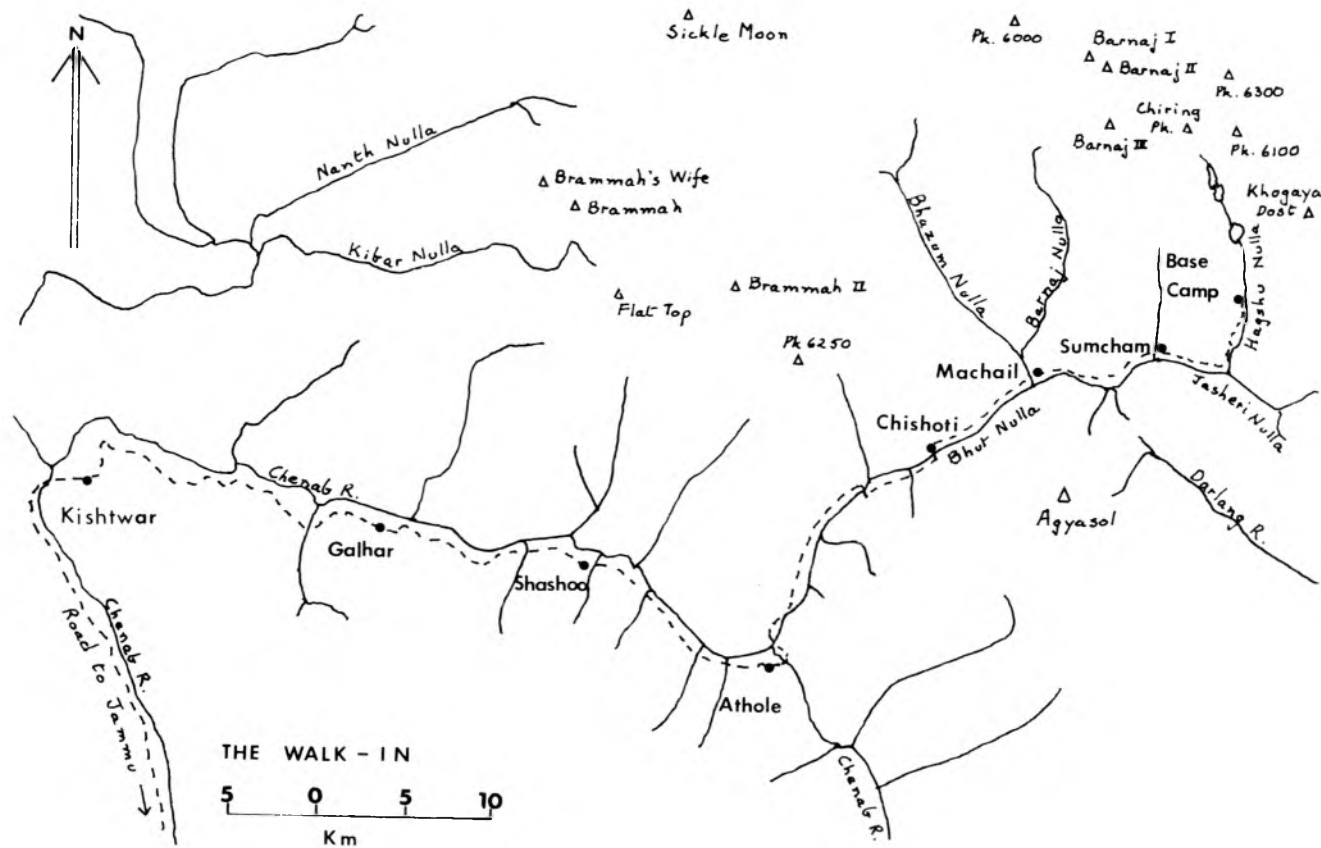 N
Sickle Moon
Pk. 6000
Barnaj I
Barnaj II
Pk. 6300
Chiring
Pk.
Barnaj III
Pk. 6100
Nanth Nulla
Brammah's Wife
Brammah
Khogaya
Dost
Kibar Nulla
Bhazum Nulla
Barnaj Nulla
Base
Camp
Hagshu Nulla
Brammah II
Flat Top
Pk 6250
Sumcham
Machail
Jasheri Nulla
Chishoti
Bhut Nulla
Chenab R.
Kishtwar
Galhar
Agyasol
Darlang R.
Shashoo
Chenab R.
Road to Jammu
Athole
THE WALK-IN
5 0 5 10
Km
Chenab R.